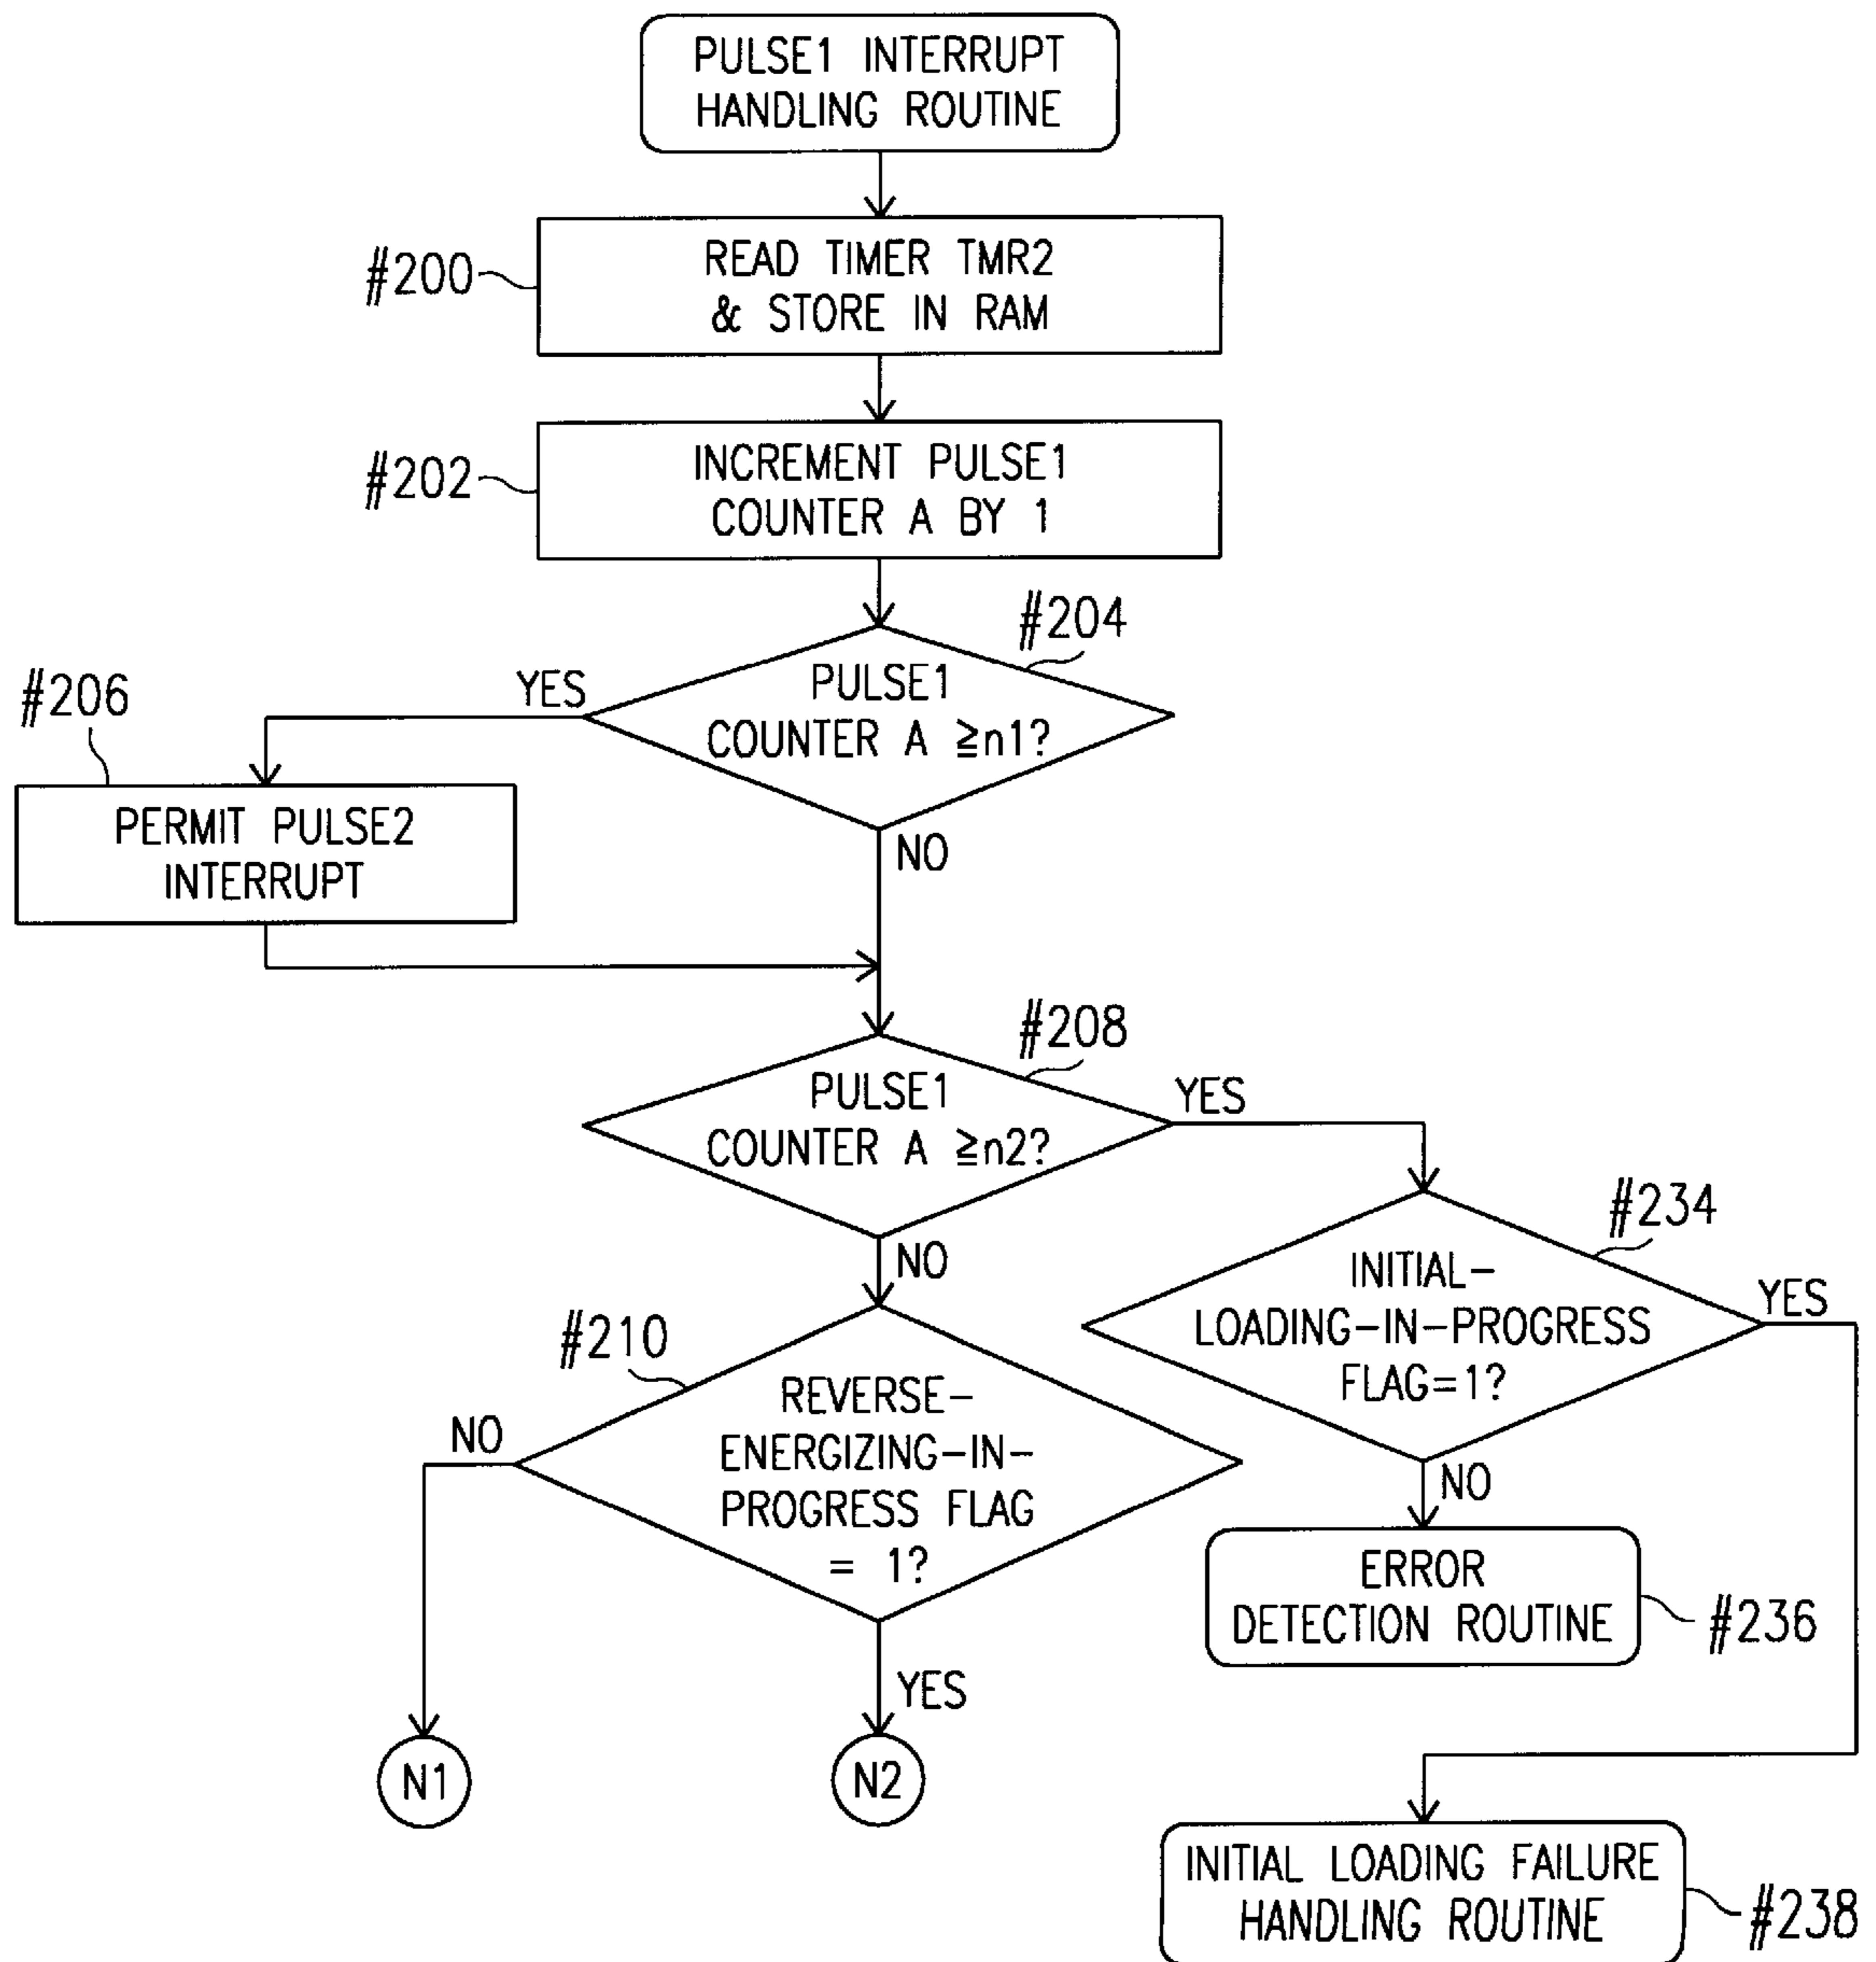 PULSE1 INTERRUPT
HANDLING ROUTINE
#200
READ TIMER TMR2
& STORE IN RAM
#202
INCREMENT PULSE1
COUNTER A BY 1
#204
PULSE1
COUNTER A ≧n1?
YES
#206
PERMIT PULSE2
INTERRUPT
NO
#208
PULSE1
COUNTER A ≧n2?
YES
NO
#234
INITIAL-
LOADING-IN-PROGRESS
FLAG=1?
YES
NO
#210
REVERSE-
ENERGIZING-IN-
PROGRESS FLAG
= 1?
NO
YES
ERROR
DETECTION ROUTINE
#236
N1
N2
INITIAL LOADING FAILURE
HANDLING ROUTINE
#238